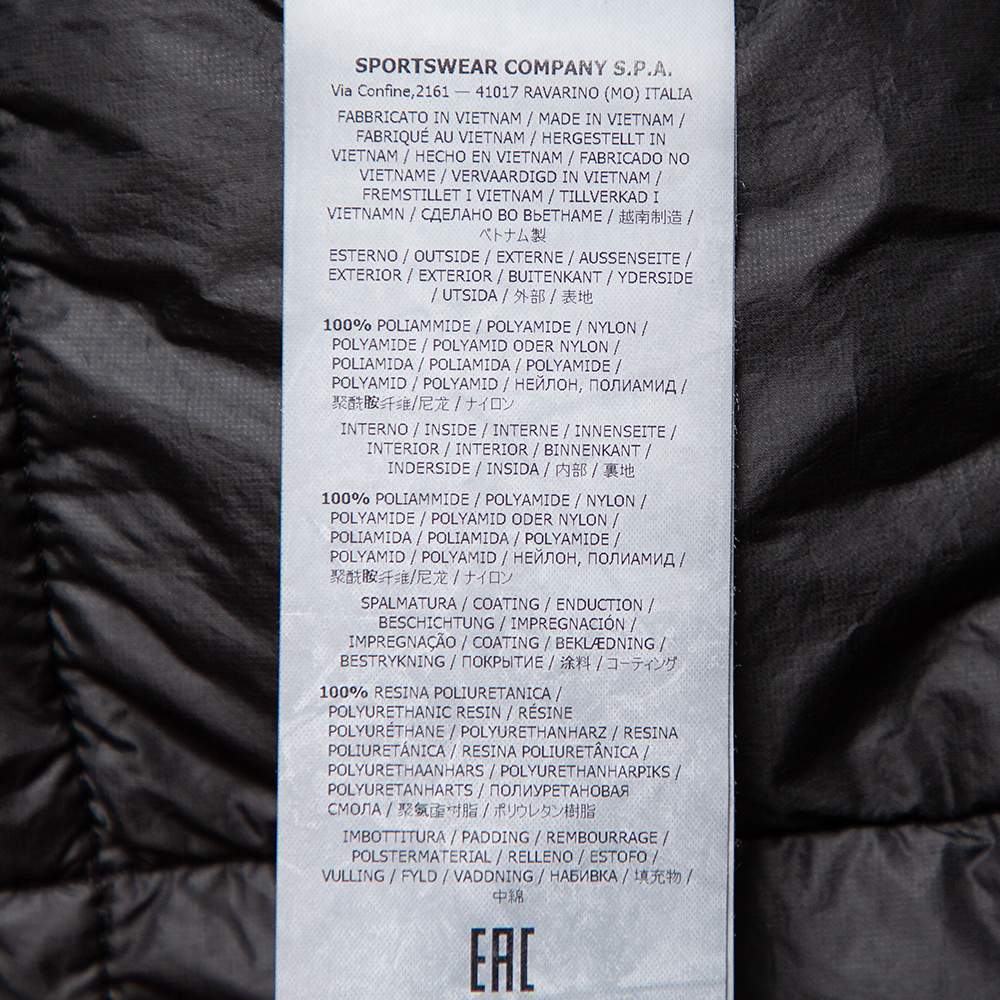 SPORTSWEAR COMPANY S.P.A.
Via Confine,2161 — 41017 RAVARINO (MO) ITALIA
FABBRICATO IN VIETNAM / MADE IN VIETNAM /
FABRIQUÉ AU VIETNAM / HERGESTELLT IN
VIETNAM / HECHO EN VIETNAM / FABRICADO NO
VIETNAME / VERVAARDIGD IN VIETNAM /
FREMSTILLET I VIETNAM / TILLVERKAD I
VIETNAMN / СДЕЛАНО ВО ВЬЕТНАМЕ / 越南制造 /
ベトナム製
ESTERNO / OUTSIDE / EXTERNE / AUSSENSEITE /
EXTERIOR / EXTERIOR / BUITENKANT / YDERSIDE
/ UTSIDA / 外部 / 表地
100% POLIAMMIDE / POLYAMIDE / NYLON /
POLYAMIDE / POLYAMID ODER NYLON /
POLIAMIDA / POLIAMIDA / POLYAMIDE /
POLYAMID / POLYAMID / НЕЙЛОН, ПОЛИАМИД /
聚酰胺纤维/尼龙 / ナイロン
INTERNO / INSIDE / INTERNE / INNENSEITE /
INTERIOR / INTERIOR / BINNENKANT /
INDERSIDE / INSIDA / 内部 / 裏地
100% POLIAMMIDE / POLYAMIDE / NYLON /
POLYAMIDE / POLYAMID ODER NYLON /
POLIAMIDA / POLIAMIDA / POLYAMIDE /
POLYAMID / POLYAMID / НЕЙЛОН, ПОЛИАМИД /
聚酰胺纤维/尼龙 / ナイロン
SPALMATURA / COATING / ENDUCTION /
BESCHICHTUNG / IMPREGNACIÓN /
IMPREGNAÇÃO / COATING / BEKLÆDNING /
BESTRYKNING / ПОКРЫТИЕ / 涂料 / コーティング
100% RESINA POLIURETANICA /
POLYURETHANIC RESIN / RÉSINE
POLYURÉTHANE / POLYURETHANHARZ / RESINA
POLIURETÁNICA / RESINA POLIURETÂNICA /
POLYURETHAANHARS / POLYURETHANHARPIKS /
POLYURETANHARTS / ПОЛИУРЕТАНОВАЯ
СМОЛА / 聚氨酯树脂 / ポリウレタン樹脂
IMBOTTITURA / PADDING / REMBOURRAGE /
POLSTERMATERIAL / RELLENO / ESTOFO /
VULLING / FYLD / VADDNING / НАБИВКА / 填充物 /
中綿
EAC